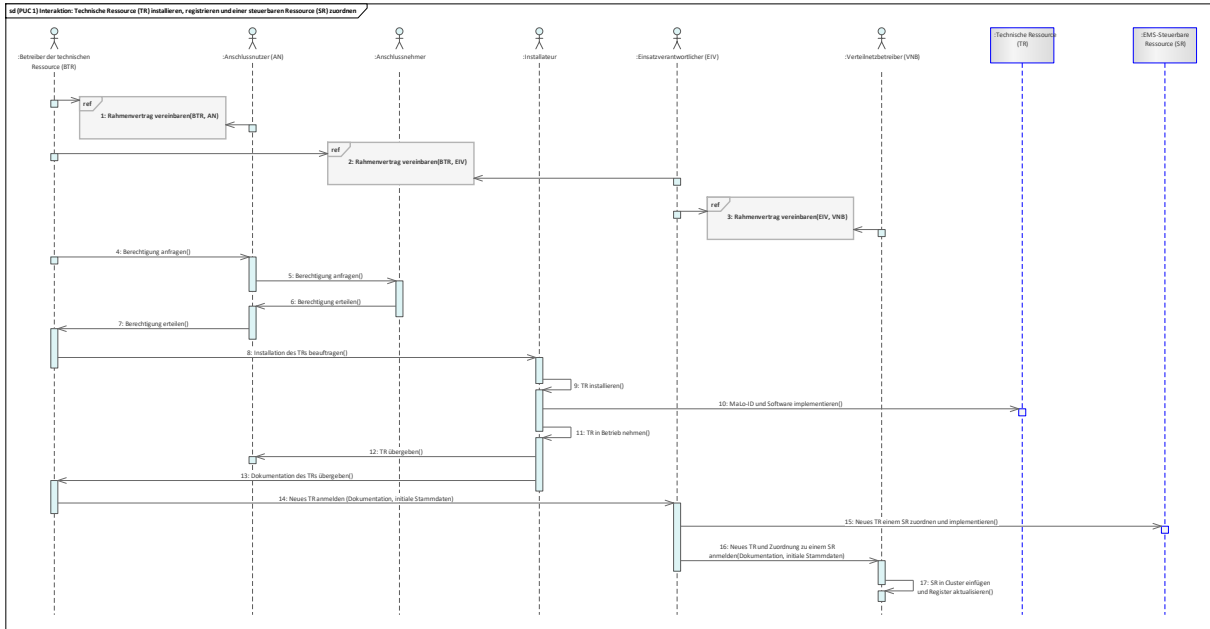 sd (PUC 1) Interaktion: Technische Ressource (TR) installieren, registrieren und einer steuerbaren Ressource (SR) zuordnen
:Betreiber der technischen
Ressource (BTR)
:Anschlussnutzer (AN)
:Anschlussnehmer
:Installateur
:Einsatzverantwortlicher (EIV)
:Verteilnetzbetreiber (VNB)
:Technische Ressource
(TR)
:EMS-Steuerbare
Ressource (SR)
ref
1: Rahmenvertrag vereinbaren(BTR, AN)
ref
2: Rahmenvertrag vereinbaren(BTR, EIV)
ref
3: Rahmenvertrag vereinbaren(EIV, VNB)
4: Berechtigung anfragen()
5: Berechtigung anfragen()
6: Berechtigung erteilen()
7: Berechtigung erteilen()
8: Installation des TRs beauftragen()
9: TR installieren()
10: MaLo-ID und Software implementieren()
11: TR in Betrieb nehmen()
12: TR übergeben()
13: Dokumentation des TRs übergeben()
14: Neues TR anmelden (Dokumentation, initiale Stammdaten)
15: Neues TR einem SR zuordnen und implementieren()
16: Neues TR und Zuordnung zu einem SR
anmelden(Dokumentation, initiale Stammdaten)
17: SR in Cluster einfügen
und Register aktualisieren()